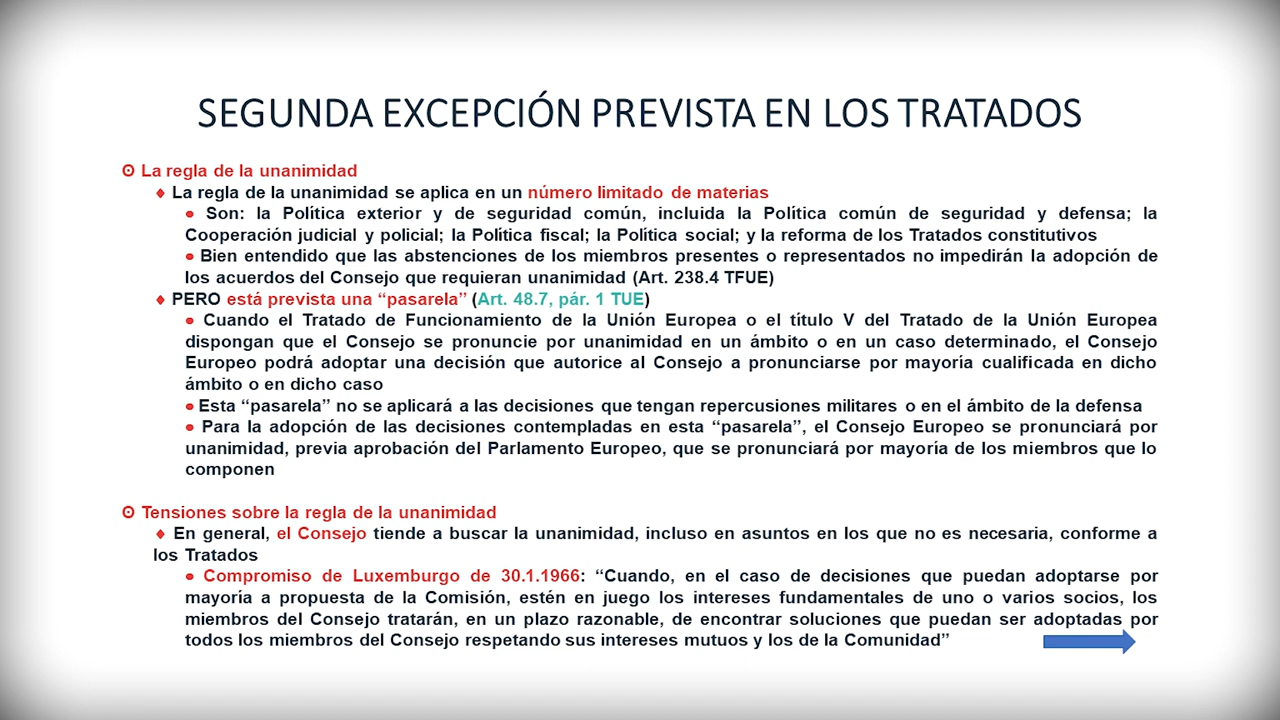 SEGUNDA EXCEPCIÓN PREVISTA EN LOS TRATADOS
ʘ La regla de la unanimidad
♦ La regla de la unanimidad se aplica en un número limitado de materias
● Son: la Política exterior y de seguridad común, incluida la Política común de seguridad y defensa; la
Cooperación judicial y policial; la Política fiscal; la Política social; y la reforma de los Tratados constitutivos
● Bien entendido que las abstenciones de los miembros presentes o representados no impedirán la adopción de
los acuerdos del Consejo que requieran unanimidad (Art. 238.4 TFUE)
♦ PERO está prevista una “pasarela” (Art. 48.7, pár. 1 TUE)
● Cuando el Tratado de Funcionamiento de la Unión Europea o el título V del Tratado de la Unión Europea
dispongan que el Consejo se pronuncie por unanimidad en un ámbito o en un caso determinado, el Consejo
Europeo podrá adoptar una decisión que autorice al Consejo a pronunciarse por mayoría cualificada en dicho
ámbito o en dicho caso
● Esta “pasarela” no se aplicará a las decisiones que tengan repercusiones militares o en el ámbito de la defensa
● Para la adopción de las decisiones contempladas en esta “pasarela”, el Consejo Europeo se pronunciará por
unanimidad, previa aprobación del Parlamento Europeo, que se pronunciará por mayoría de los miembros que lo
componen
ʘ Tensiones sobre la regla de la unanimidad
♦ En general, el Consejo tiende a buscar la unanimidad, incluso en asuntos en los que no es necesaria, conforme a
los Tratados
● Compromiso de Luxemburgo de 30.1.1966: “Cuando, en el caso de decisiones que puedan adoptarse por
mayoría a propuesta de la Comisión, estén en juego los intereses fundamentales de uno o varios socios, los
miembros del Consejo tratarán, en un plazo razonable, de encontrar soluciones que puedan ser adoptadas por
todos los miembros del Consejo respetando sus intereses mutuos y los de la Comunidad”